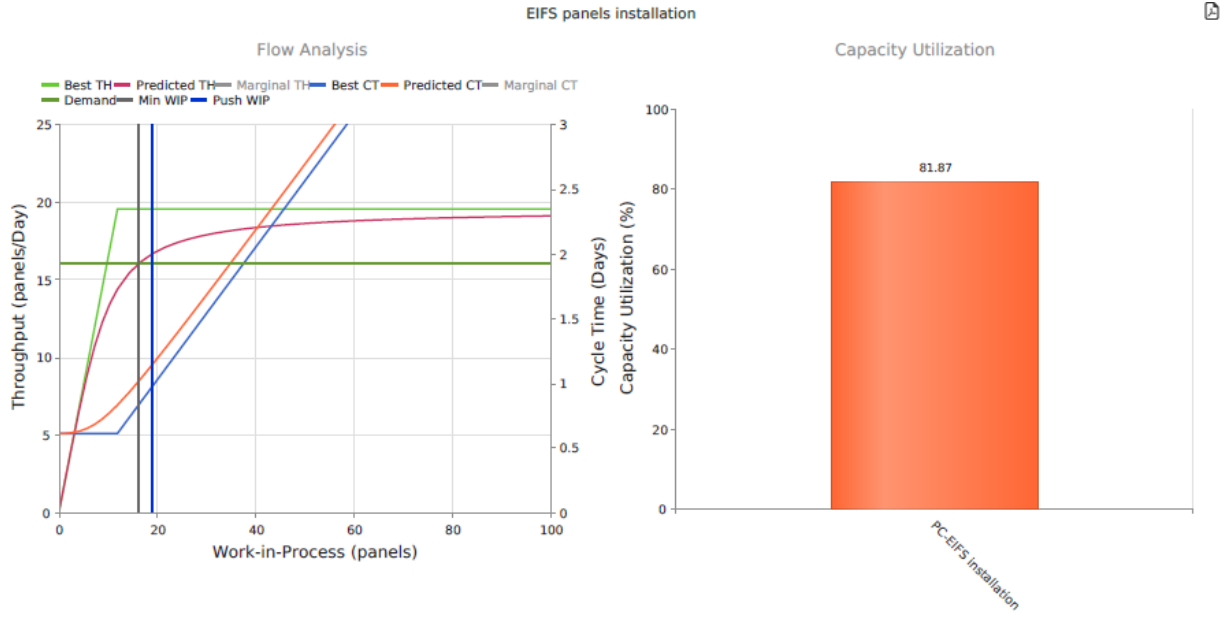 EIFS panels installation
Flow Analysis
Best TH Predicted TH Marginal TH Best CT Predicted CT Marginal CT
Demand Min WIP Push WIP
25
20
15
10
5
0
Throughput (panels/Day)
0 20 40 60 80 100
Work-in-Process (panels)
3
2.5
2
1.5
1
0.5
0
Cycle Time (Days)
Capacity Utilization
100
80
60
40
20
0
Capacity Utilization (%)
81.87
PC-EIFS installation